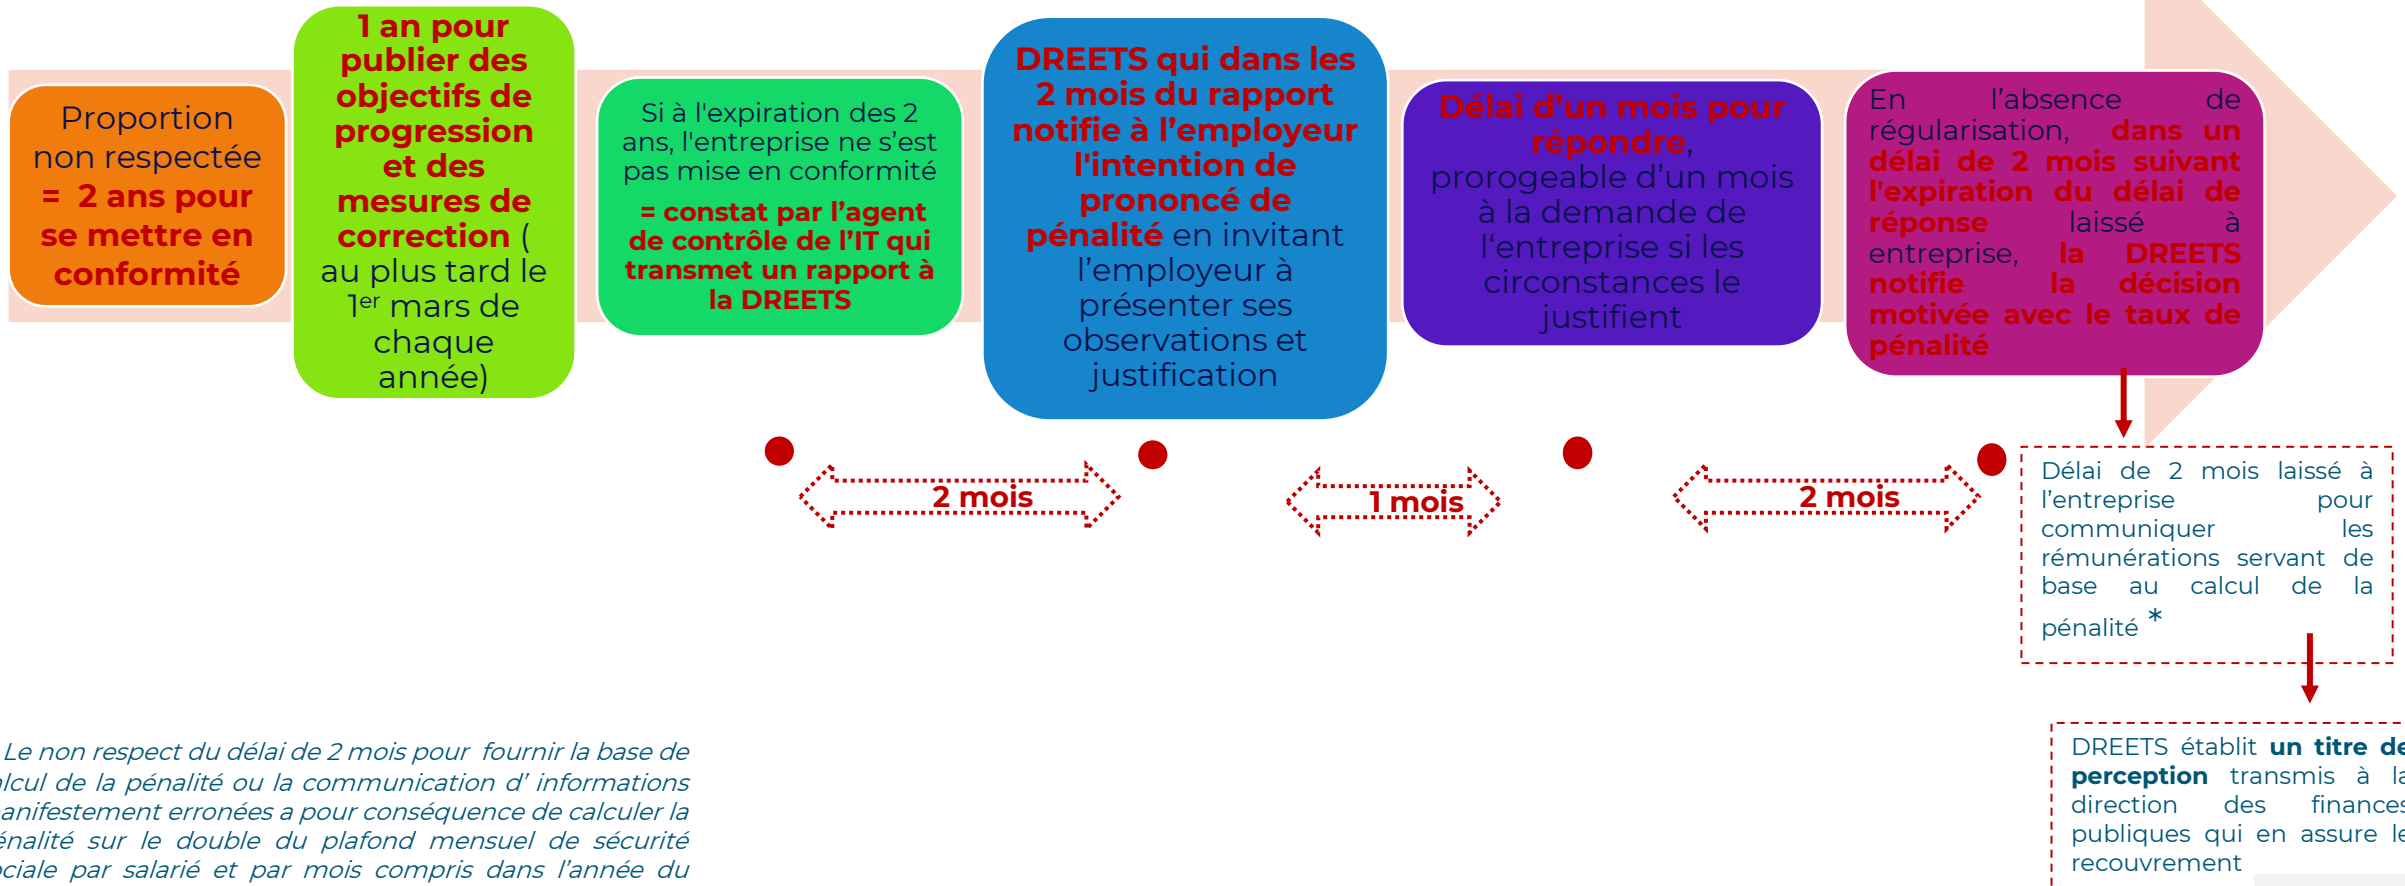 Proportion
non respectée
= 2 ans pour
se mettre en
conformité
1 an pour
publier des
objectifs de
progression
et des
mesures de
correction (
au plus tard le
1er mars de
chaque
année)
Si à l'expiration des 2
ans, l'entreprise ne s’est
pas mise en conformité
= constat par l’agent
de contrôle de l’IT qui
transmet un rapport à
la DREETS
DREETS qui dans les
2 mois du rapport
notifie à l’employeur
l'intention de
prononcé de
pénalité en invitant
l’employeur à
présenter ses
observations et
justification
Délai d’un mois pour
répondre,
prorogeable d’un mois
à la demande de
l‘entreprise si les
circonstances le
justifient
En l’absence de
régularisation, dans un
délai de 2 mois suivant
l'expiration du délai de
réponse laissé à
entreprise, la DREETS
notifie la décision
motivée avec le taux de
pénalité
2 mois
1 mois
2 mois
Délai de 2 mois laissé à
l’entreprise pour
communiquer les
rémunérations servant de
base au calcul de la
pénalité *
DREETS établit un titre de
perception transmis à la
direction des finances
publiques qui en assure le
recouvrement
Le non respect du délai de 2 mois pour fournir la base de
alcul de la pénalité ou la communication d’ informations
anifestement erronées a pour conséquence de calculer la
énalité sur le double du plafond mensuel de sécurité
ociale par salarié et par mois compris dans l’année du